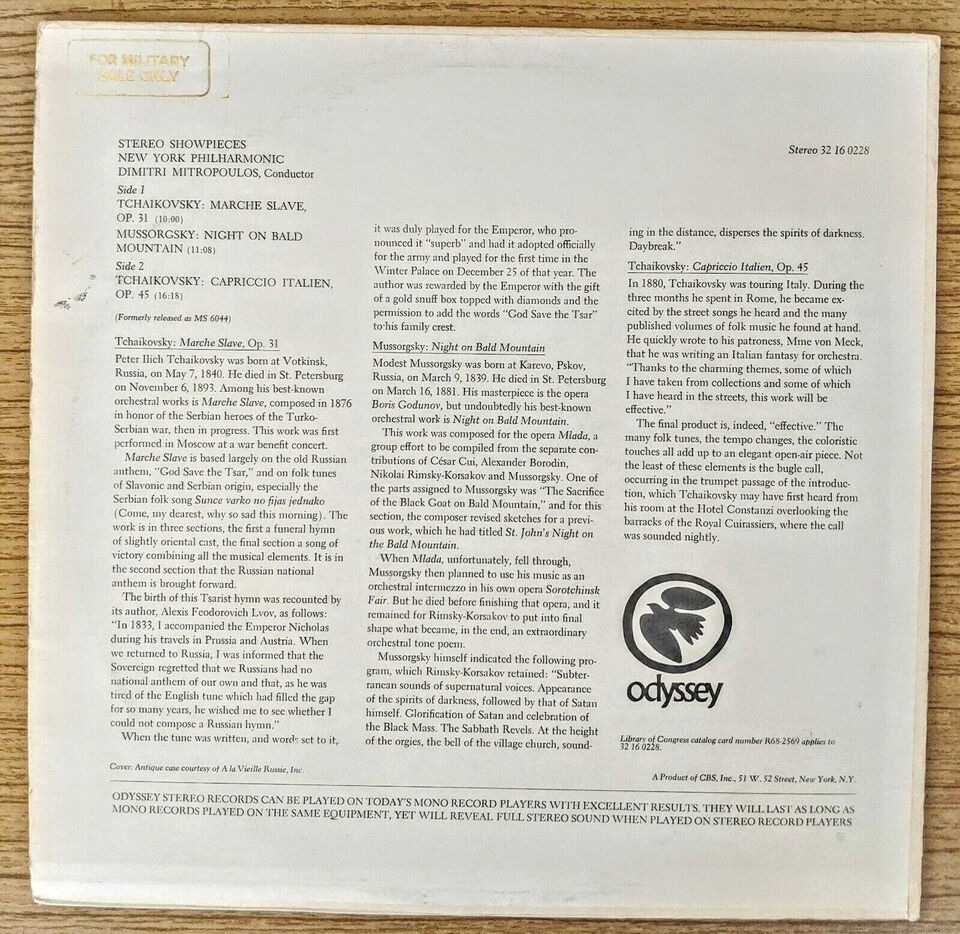 FOR MILITARY
SALE ONLY
STEREO SHOWPIECES
NEW YORK PHILHARMONIC
DIMITRI MITROPOULOS, Conductor
Side 1
TCHAIKOVSKY: MARCHE SLAVE,
OP. 31 (10:00)
MUSSORGSKY: NIGHT ON BALD
MOUNTAIN (11:08)
Side 2
TCHAIKOVSKY: CAPRICCIO ITALIEN,
OP. 45 (16:18)
(Formerly released as MS 6044)
Tchaikovsky: Marche Slave, Op. 31
Peter Ilich Tchaikovsky was born at Votkinsk,
Russia, on May 7, 1840. He died in St. Petersburg
on November 6, 1893. Among his best-known
orchestral works is Marche Slave, composed in 1876
in honor of the Serbian heroes of the Turko-
Serbian war, then in progress. This work was first
performed in Moscow at a war benefit concert.
Marche Slave is based largely on the old Russian
anthem, "God Save the Tsar," and on folk tunes
of Slavonic and Serbian origin, especially the
Serbian folk song Sunce varko no fijas jednako
(Come, my dearest, why so sad this morning). The
work is in three sections, the first a funeral hymn
of slightly oriental cast, the final section a song of
victory combining all the musical elements. It is in
the second section that the Russian national
anthem is brought forward.
The birth of this Tsarist hymn was recounted by
its author, Alexis Feodorovich Lvov, as follows:
"In 1833, I accompanied the Emperor Nicholas
during his travels in Prussia and Austria. When
we returned to Russia, I was informed that the
Sovereign regretted that we Russians had no
national anthem of our own and that, as he was
tired of the English tune which had filled the gap
for so many years, he wished me to see whether I
could not compose a Russian hymn."
When the tune was written, and words set to it,
it was duly played for the Emperor, who pro-
nounced it "superb" and had it adopted officially
for the army and played for the first time in the
Winter Palace on December 25 of that year. The
author was rewarded by the Emperor with the gift
of a gold snuff box topped with diamonds and the
permission to add the words "God Save the Tsar"
to his family crest.
Mussorgsky: Night on Bald Mountain
Modest Mussorgsky was born at Karevo, Pskov,
Russia, on March 9, 1839. He died in St. Petersburg
on March 16, 1881. His masterpiece is the opera
Boris Godunov, but undoubtedly his best-known
orchestral work is Night on Bald Mountain.
This work was composed for the opera Mlada, a
group effort to be compiled from the separate con-
tributions of César Cui, Alexander Borodin,
Nikolai Rimsky-Korsakov and Mussorgsky. One of
the parts assigned to Mussorgsky was "The Sacrifice
of the Black Goat on Bald Mountain," and for this
section, the composer revised sketches for a previ-
ous work, which he had titled St. John's Night on
the Bald Mountain.
When Mlada, unfortunately, fell through,
Mussorgsky then planned to use his music as an
orchestral intermezzo in his own opera Sorotchinsk
Fair. But he died before finishing that opera, and it
remained for Rimsky-Korsakov to put into final
shape what became, in the end, an extraordinary
orchestral tone poem.
Mussorgsky himself indicated the following pro-
gram, which Rimsky-Korsakov retained: "Subter-
ranean sounds of supernatural voices. Appearance
of the spirits of darkness, followed by that of Satan
himself. Glorification of Satan and celebration of
the Black Mass. The Sabbath Revels. At the height
of the orgies, the bell of the village church, sound-
Stereo 32 16 0228
ing in the distance, disperses the spirits of darkness.
Daybreak."
Tchaikovsky: Capriccio Italien, Op. 45
In 1880, Tchaikovsky was touring Italy. During the
three months he spent in Rome, he became ex-
cited by the street songs he heard and the many
published volumes of folk music he found at hand.
He quickly wrote to his patroness, Mme von Meck,
that he was writing an Italian fantasy for orchestra.
"Thanks to the charming themes, some of which
I have taken from collections and some of which
I have heard in the streets, this work will be
effective."
The final product is, indeed, "effective." The
many folk tunes, the tempo changes, the coloristic
touches all add up to an elegant open-air piece. Not
the least of these elements is the bugle call,
occurring in the trumpet passage of the introduc-
tion, which Tchaikovsky may have first heard from
his room at the Hotel Constanzi overlooking the
barracks of the Royal Cuirassiers, where the call
was sounded nightly.
odyssey
Library of Congress catalog card number R68-2569 applies to
32 16 0228.
Cover: Antique case courtesy of A la Vieille Russie, Inc.
A Product of CBS, Inc., 51 W. 52 Street, New York, N.Y.
ODYSSEY STEREO RECORDS CAN BE PLAYED ON TODAY'S MONO RECORD PLAYERS WITH EXCELLENT RESULTS. THEY WILL LAST AS LONG AS
MONO RECORDS PLAYED ON THE SAME EQUIPMENT, YET WILL REVEAL FULL STEREO SOUND WHEN PLAYED ON STEREO RECORD PLAYERS